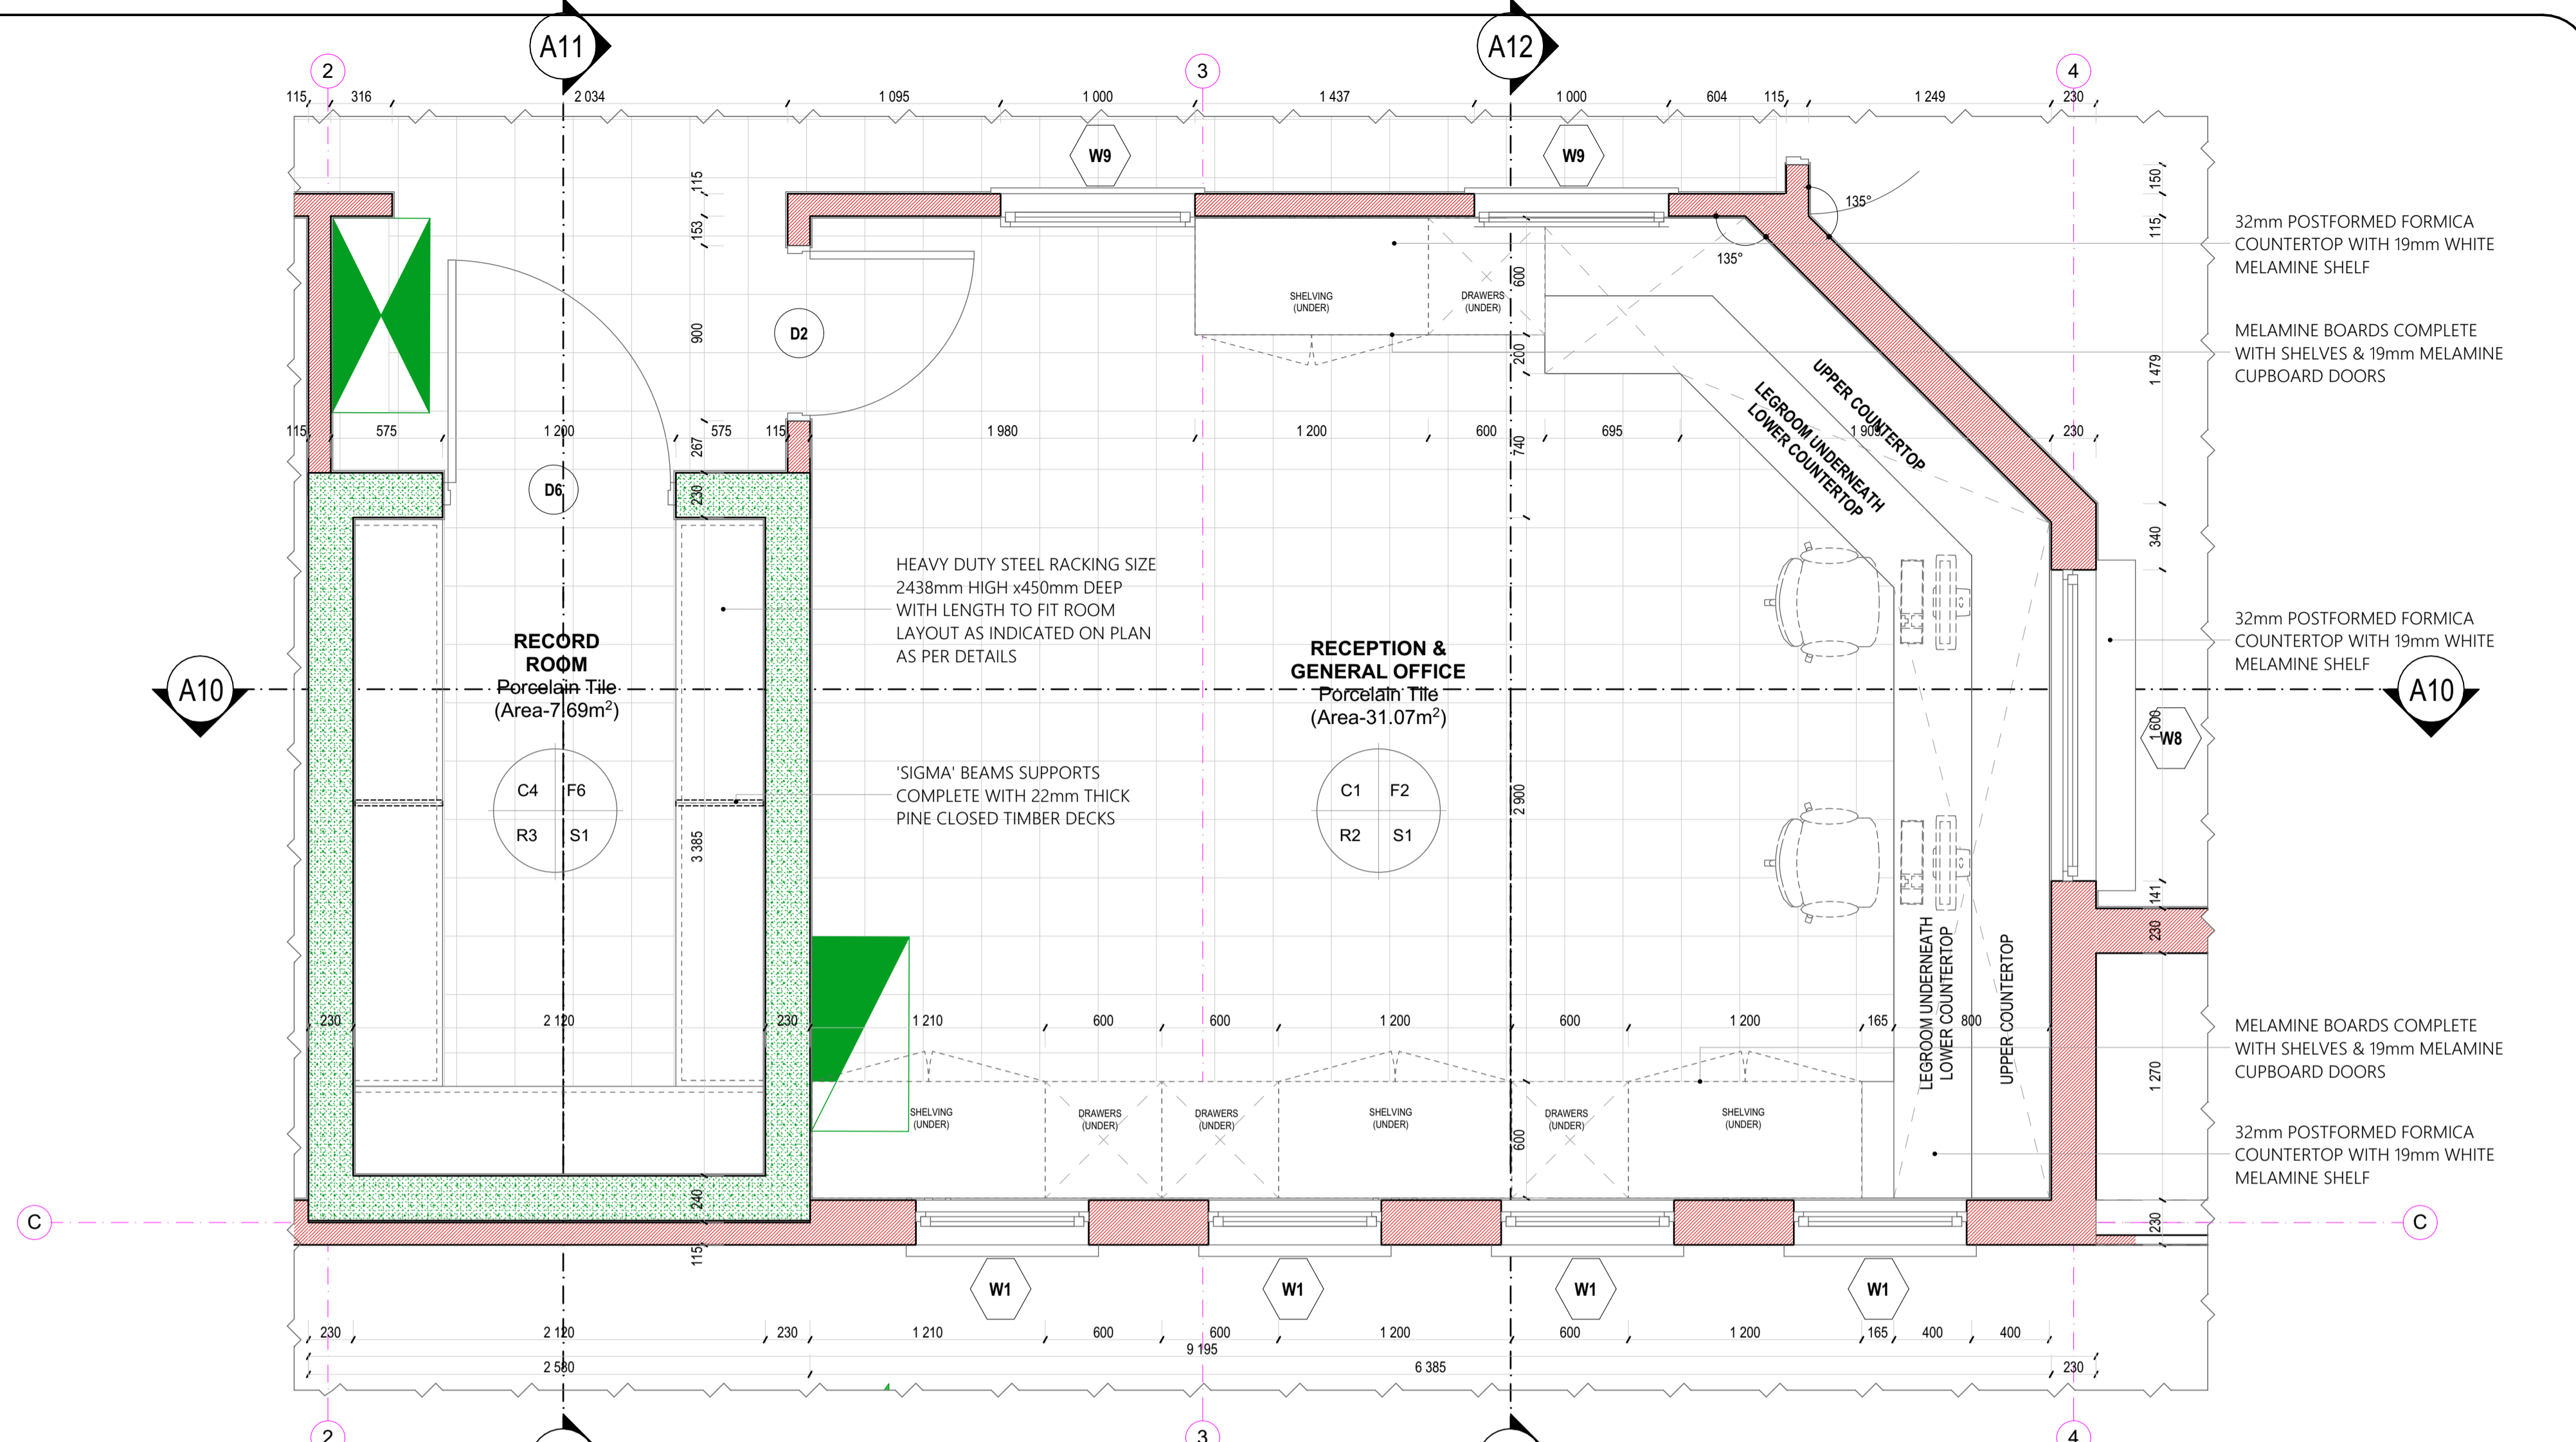 A11
A12
2
3
4
115 316 2 034 1 095 1 000 1 437 1 000 604 115 1 249 230
W9
W9
115
153
900
267
230
3 385
240
115
135°
135°
150
115
1 479
340
1 600
141
230
1 270
230
D2
D6
SHELVING
(UNDER)
DRAWERS
(UNDER)
600
200
740
2 900
600
UPPER COUNTERTOP
LEGROOM UNDERNEATH
LOWER COUNTERTOP
115 575 1 200 575 115 1 980 1 200 600 695 230
32mm POSTFORMED FORMICA
COUNTERTOP WITH 19mm WHITE
MELAMINE SHELF
MELAMINE BOARDS COMPLETE
WITH SHELVES & 19mm MELAMINE
CUPBOARD DOORS
HEAVY DUTY STEEL RACKING SIZE
2438mm HIGH x450mm DEEP
WITH LENGTH TO FIT ROOM
LAYOUT AS INDICATED ON PLAN
AS PER DETAILS
32mm POSTFORMED FORMICA
COUNTERTOP WITH 19mm WHITE
MELAMINE SHELF
A10
RECORD
ROOM
Porcelain Tile
(Area-7.69m²)
RECEPTION &
GENERAL OFFICE
Porcelain Tile
(Area-31.07m²)
A10
W8
C4 F6
R3 S1
'SIGMA' BEAMS SUPPORTS
COMPLETE WITH 22mm THICK
PINE CLOSED TIMBER DECKS
C1 F2
R2 S1
LEGROOM UNDERNEATH
LOWER COUNTERTOP
UPPER COUNTERTOP
230 2 120 230 1 210 600 600 1 200 600 1 200 165 800
MELAMINE BOARDS COMPLETE
WITH SHELVES & 19mm MELAMINE
CUPBOARD DOORS
SHELVING
(UNDER)
DRAWERS
(UNDER)
DRAWERS
(UNDER)
SHELVING
(UNDER)
DRAWERS
(UNDER)
SHELVING
(UNDER)
32mm POSTFORMED FORMICA
COUNTERTOP WITH 19mm WHITE
MELAMINE SHELF
C
C
W1
W1
W1
W1
230 2 120 230 1 210 600 600 1 200 600 1 200 165 400 400
9 195
2 580 6 385 230
2
3
4